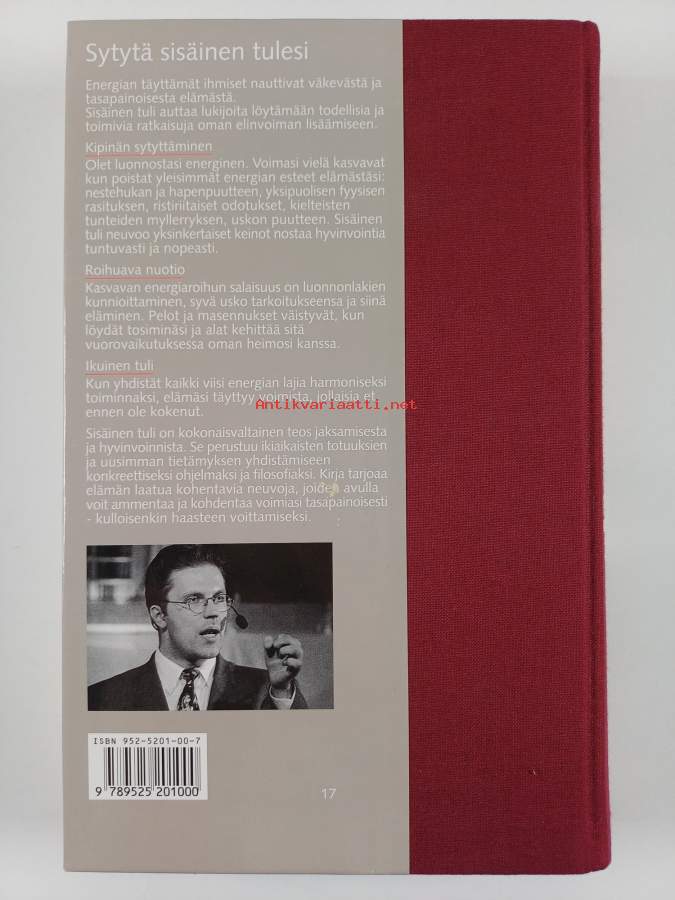 Sytytä sisäinen tulesi
Energian täyttämät ihmiset nauttivat väkevästä ja
tasapainoisesta elämästä.
Sisäinen tuli auttaa lukijoita löytämään todellisia ja
toimivia ratkaisuja oman elinvoiman lisäämiseen.
Kipinän sytyttäminen
Olet luonnostasi energinen. Voimasi vielä kasvavat
kun poistat yleisimmät energian esteet elämästäsi:
nestehukan ja hapenpuutteen, yksipuolisen fyysisen
rasituksen, ristiriitaiset odotukset, kielteisten
tunteiden myllerryksen, uskon puutteen. Sisäinen
tuli neuvoo yksinkertaiset keinot nostaa hyvinvointia
tuntuvasti ja nopeasti.
Roihuava nuotio
Kasvavan energiaroihun salaisuus on luonnonlakien
kunnioittaminen, syvä usko tarkoitukseensa ja siinä
eläminen. Pelot ja masennukset väistyvät, kun
löydät tosiminäsi ja alat kehittää sitä
vuorovaikutuksessa oman heimosi kanssa.
Ikuinen tuli
Kun yhdistät kaikki viisi energian lajia harmoniseksi
toiminnaksi, elämäsi täyttyy voimista, jollaisia et
Antikvariaatti.net
ennen ole kokenut.
Sisäinen tuli on kokonaisvaltainen teos jaksamisesta
ja hyvinvoinnista. Se perustuu ikiaikaisten totuuksien
ja uusimman tietämyksen yhdistämiseen
konkreettiseksi ohjelmaksi ja filosofiaksi. Kirja tarjoaa
elämän laatua kohentavia neuvoja, joiden avulla
voit ammentaa ja kohdentaa voimiasi tasapainoisesti
- kulloisenkin haasteen voittamiseksi.
ISBN 952-5201-00-7
9 789525 201000
17